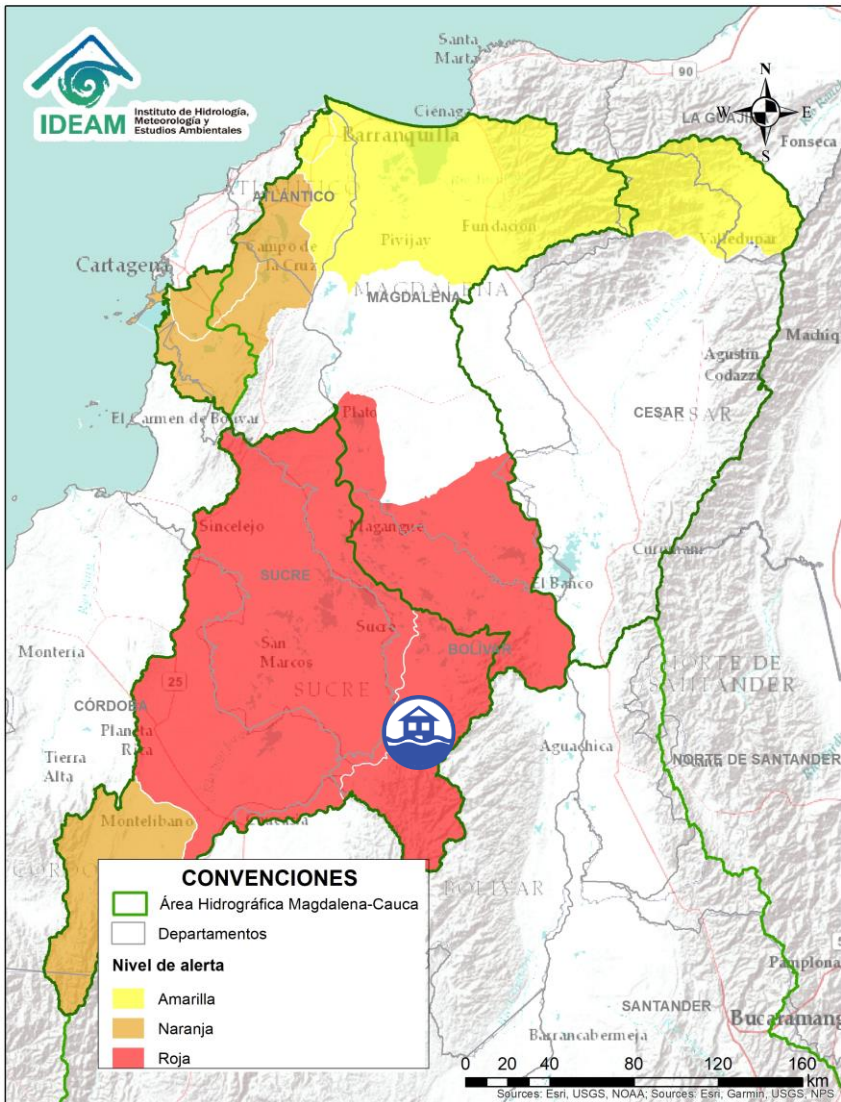 IDEAM
Instituto de Hidrología,
Meteorología y
Estudios Ambientales
Santa
Marta
90
N
W
E
S
Ciénaga
LA GUAJIRA
Fonseca
Barranquilla
ATLANTICO
Campo de
la Cruz
Pivijay
Fundación
Valledupar
Cartagena
MAGDALENA
MAGDALENA
Agustín
Codazzi
El Carmen de Bolívar
Plato
CESAR
Sincelejo
Magangué
Curumaní
El Banco
SUCRE
Montería
San
Marcos
Sucre
BOLÍVAR
NORTE DE
SANTANDER
25
SUCRE
CÓRDOBA
Planeta
Rica
Tierra
Alta
Aguachica
NORTE DE SANTANDER
Montelíbano
Caucasia
BOLÍVAR
CONVENCIONES
Área Hidrográfica Magdalena-Cauca
Departamentos
Nivel de alerta
Amarilla
Naranja
Roja
Pamplona
SANTANDER
Bucaramang
Barrancabermeja
0 20 40 80 120 160
km
Sources: Esri, USGS, NOAA; Sources: Esri, Garmin, USGS, NPS